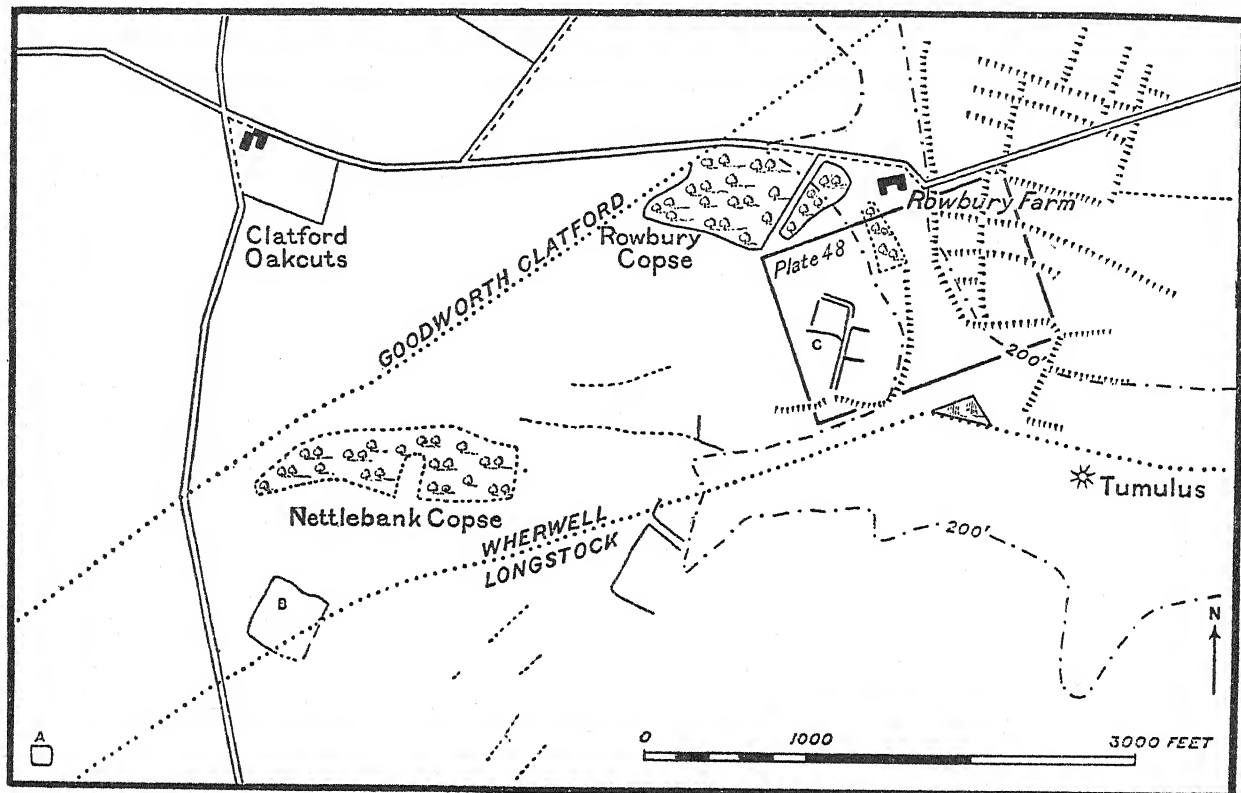 Clatford
Oakcuts
GOODWORTH CLATFORD
Rowbury
Copse
Rowbury Farm
Plate 48
C
200'
Tumulus
Nettlebank Copse
WHERWELL
LONGSTOCK
200'
B
N
A
0 1000 3000 FEET